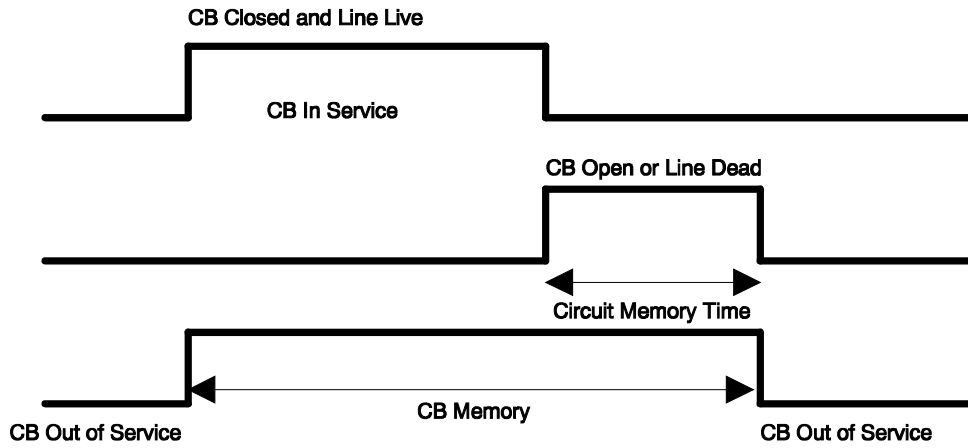 CB Closed and Line Live
CB In Service
CB Open or Line Dead
Circuit Memory Time
CB Memory
CB Out of Service
CB Out of Service